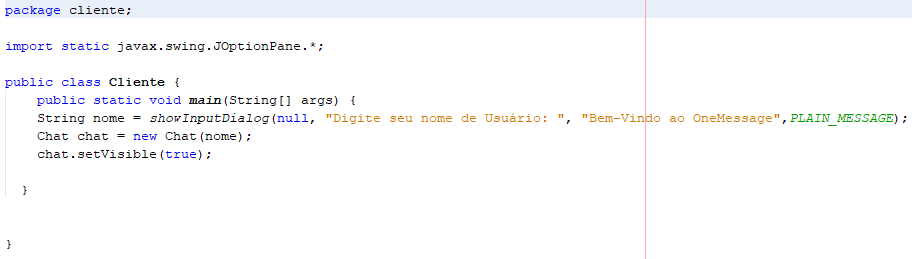 package cliente;
import static javax.swing.JOptionPane.*;
public class Cliente {
public static void main(String[] args) {
String nome = showInputDialog(null, "Digite seu nome de Usuário: ", "Bem-Vindo ao OneMessage",PLAIN_MESSAGE);
Chat chat = new Chat(nome);
chat.setVisible(true);
}
}